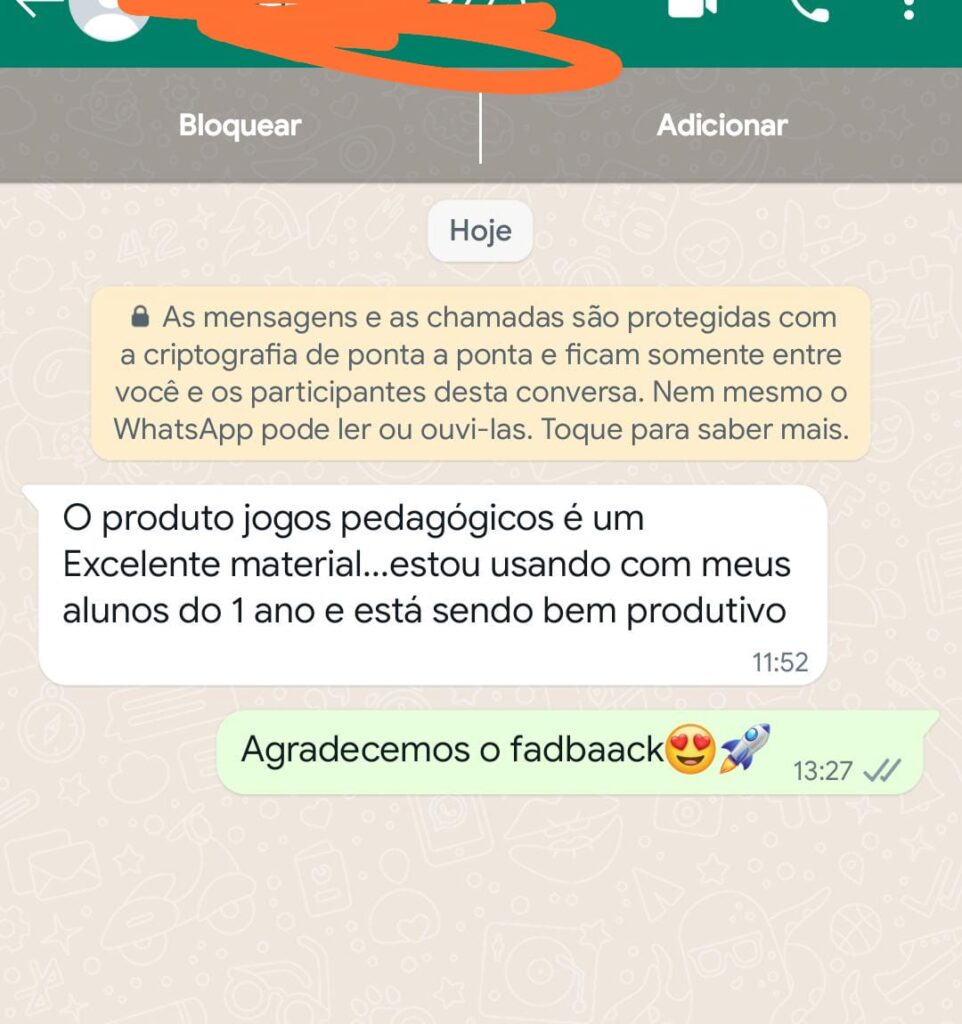 Bloquear
Adicionar
Hoje
As mensagens e as chamadas são protegidas com
a criptografia de ponta a ponta e ficam somente entre
você e os participantes desta conversa. Nem mesmo o
WhatsApp pode ler ou ouvi-las. Toque para saber mais.
O produto jogos pedagógicos é um
Excelente material...estou usando com meus
alunos do 1 ano e está sendo bem produtivo
11:52
Agradecemos o fadbaack😍🚀
13:27